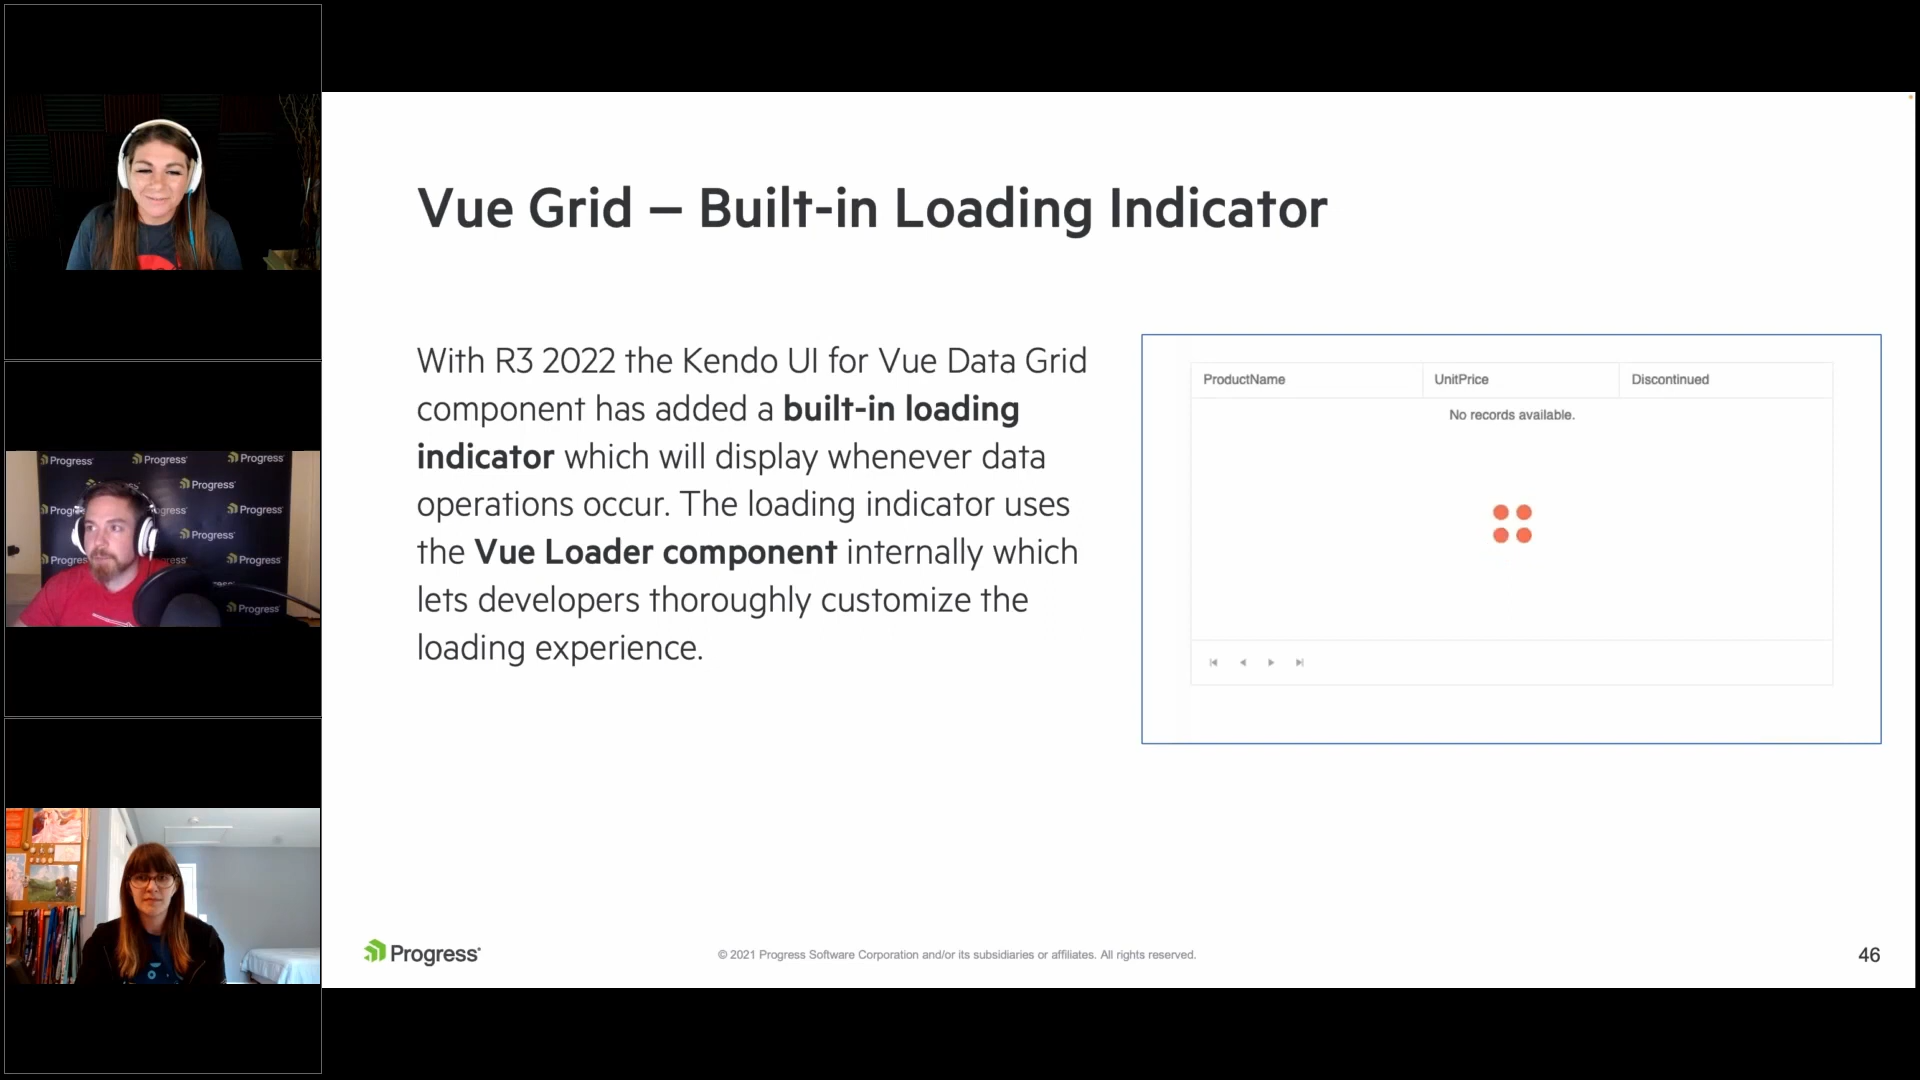 Vue Grid – Built-in Loading Indicator
With R3 2022 the Kendo UI for Vue Data Grid
component has added a built-in loading
indicator which will display whenever data
operations occur. The loading indicator uses
the Vue Loader component internally which
lets developers thoroughly customize the
loading experience.
ProductName UnitPrice Discontinued
No records available.
Progress
© 2021 Progress Software Corporation and/or its subsidiaries or affiliates. All rights reserved.
46
Progress Progress Progress
Progress
Progress
Progress
Progress
Progress